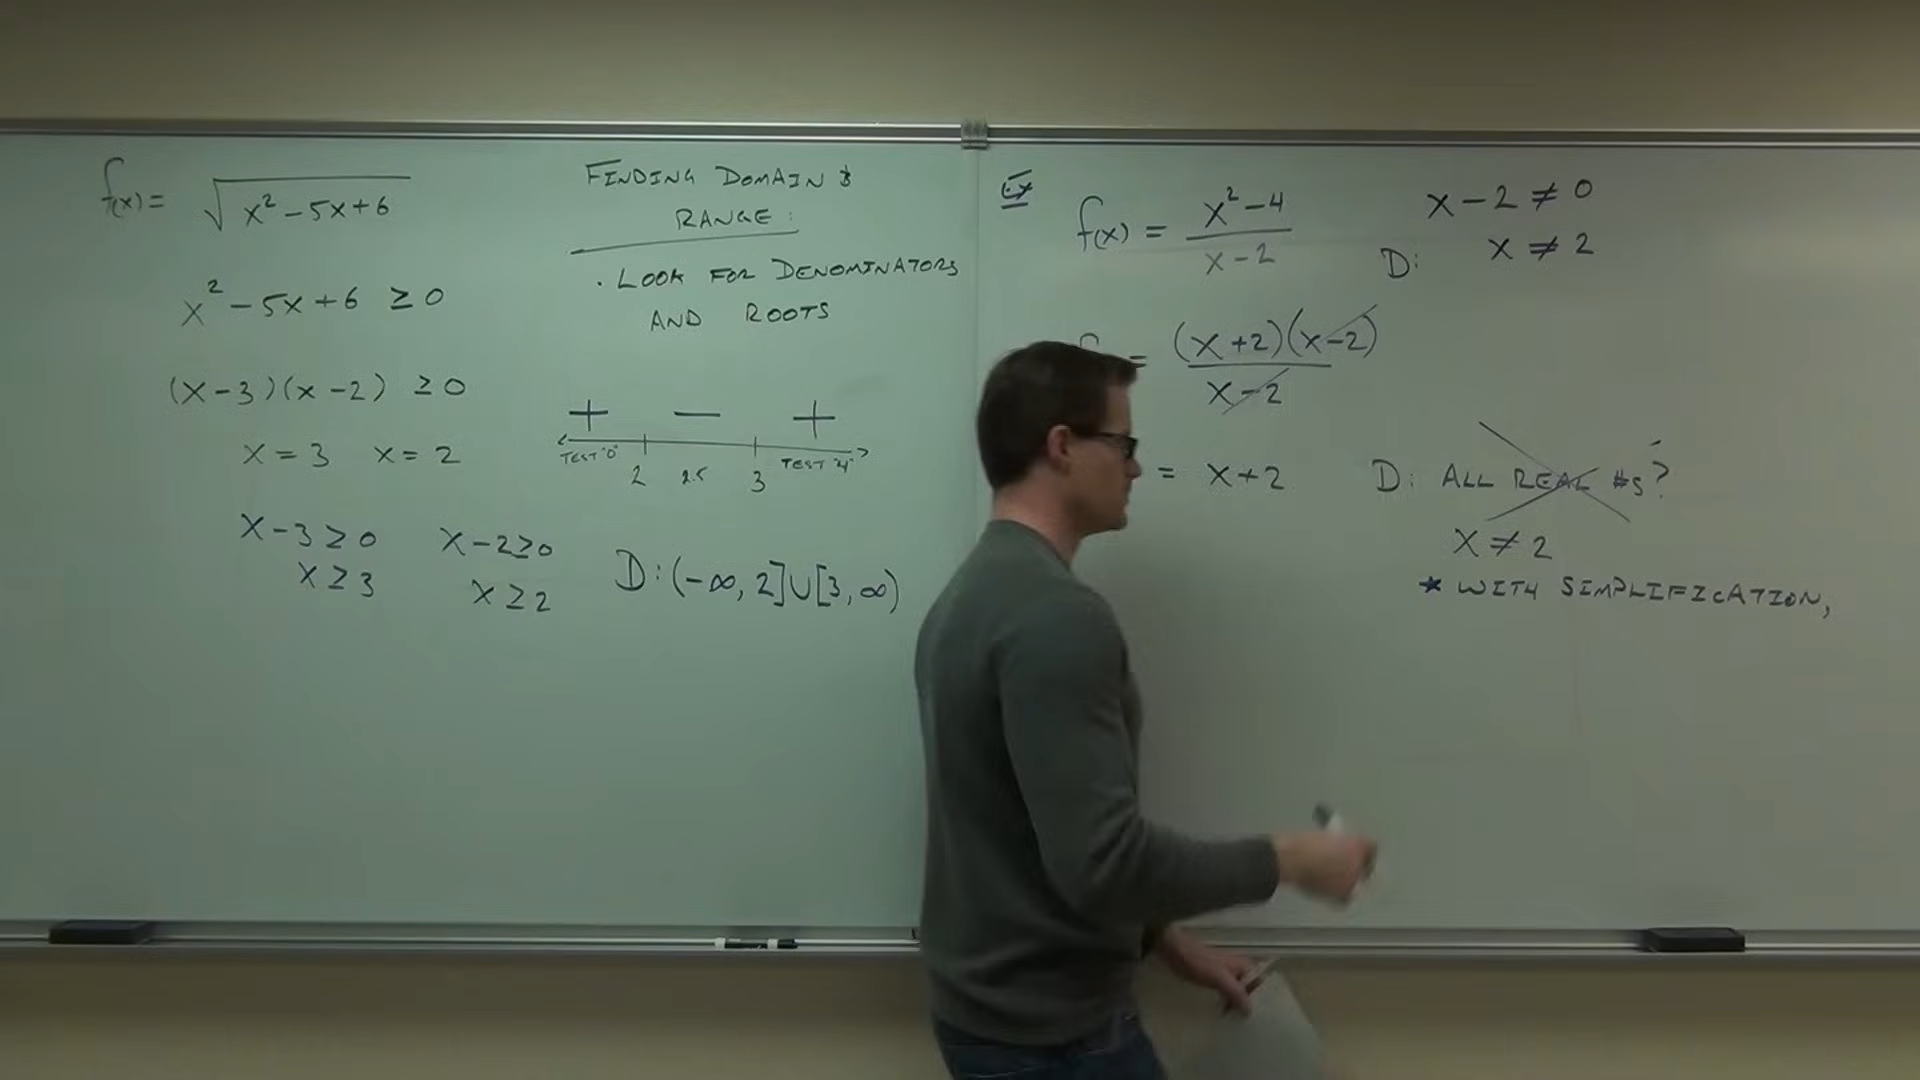 f(x) = √(x² - 5x + 6)
x² - 5x + 6 ≥ 0
(x - 3)(x - 2) ≥ 0
x = 3 x = 2
x - 3 ≥ 0 x - 2 ≥ 0
x ≥ 3 x ≥ 2
FINDING DOMAIN &
RANGE:
· LOOK FOR DENOMINATORS
AND ROOTS
+ − +
TEST "0" 2 2.5 3 TEST "4"
D: (-∞, 2]∪[3, ∞)
Ex
f(x) = (x² - 4)/(x - 2)
x - 2 ≠ 0
D: x ≠ 2
= (x + 2)(x - 2)/(x - 2)
= x + 2
D: ALL REAL #s?
x ≠ 2
* WITH SIMPLIFICATION,